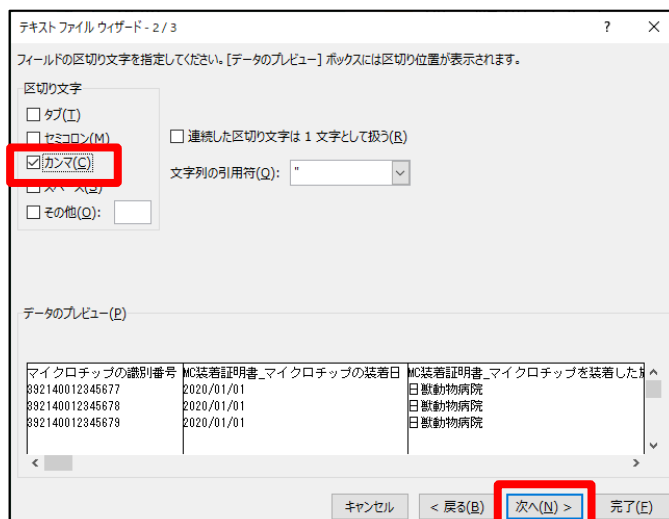 テキスト ファイル ウィザード - 2 / 3
フィールドの区切り文字を指定してください。[データのプレビュー] ボックスには区切り位置が表示されます。
区切り文字
タブ(T)
セミコロン(M)
カンマ(C)
スペース(S)
その他(O):
連続した区切り文字は 1 文字として扱う(R)
文字列の引用符(Q): "
データのプレビュー(P)
マイクロチップの識別番号 MC装着証明書_マイクロチップの装着日 MC装着証明書_マイクロチップを装着した
392140012345677 2020/01/01 日獣動物病院
392140012345678 2020/01/01 日獣動物病院
392140012345679 2020/01/01 日獣動物病院
キャンセル < 戻る(B) 次へ(N) > 完了(F)